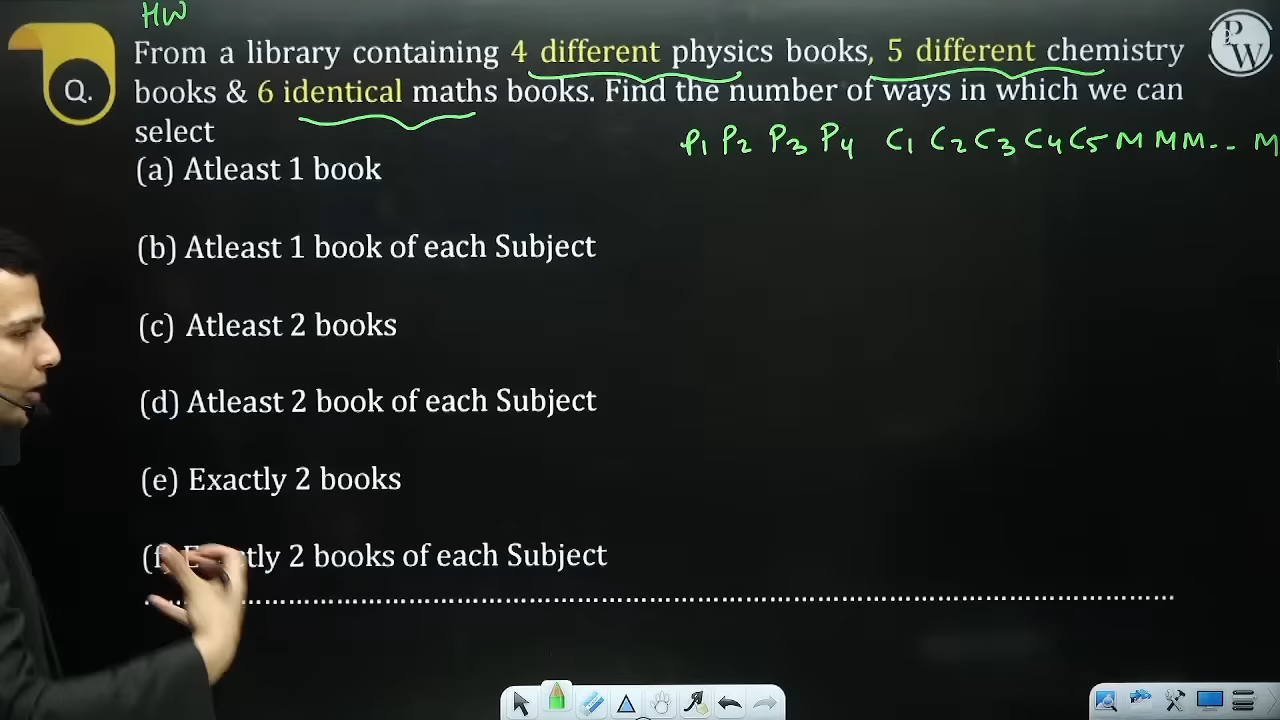 HW
From a library containing 4 different physics books, 5 different chemistry
Q.
books & 6 identical maths books. Find the number of ways in which we can
select
P1 P2 P3 P4 C1 C2 C3 C4 C5 M M M.. - M
(a) Atleast 1 book
(b) Atleast 1 book of each Subject
(c) Atleast 2 books
(d) Atleast 2 book of each Subject
(e) Exactly 2 books
2 books of each Subject
PW